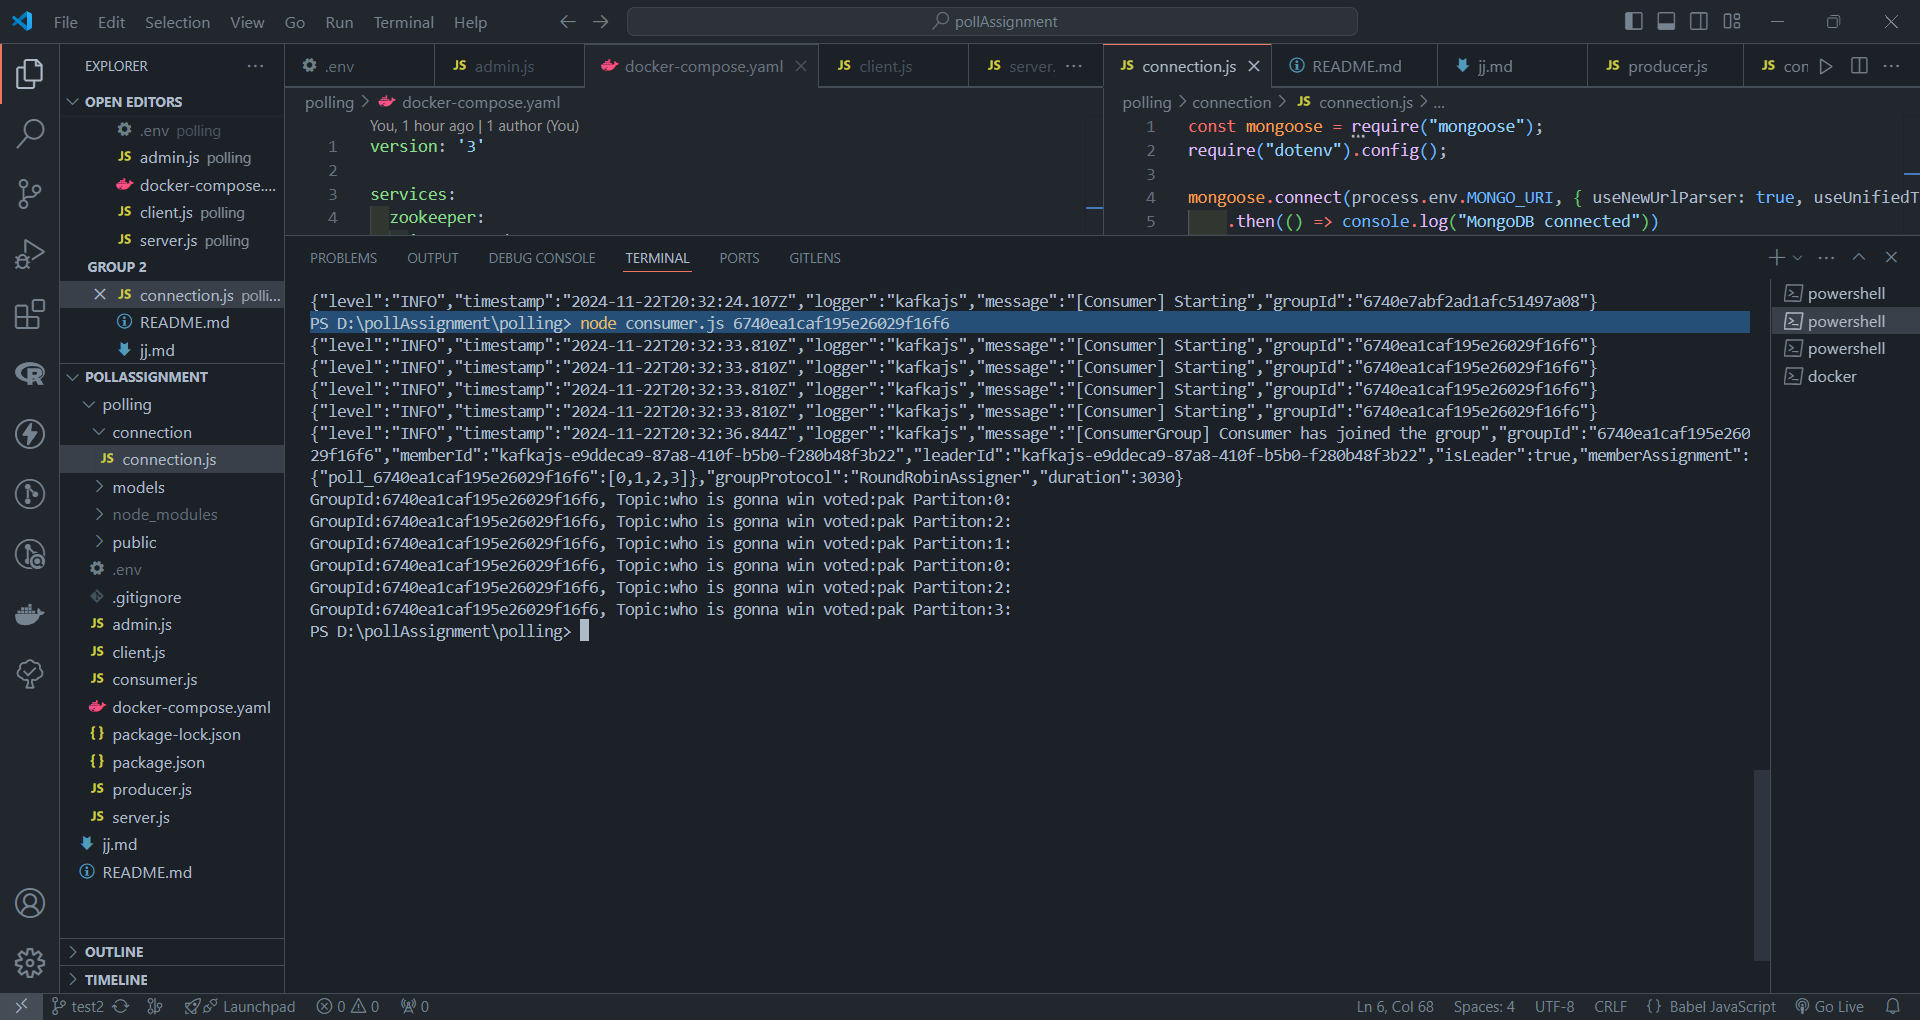 File Edit Selection View Go Run Terminal Help
pollAssignment
EXPLORER
OPEN EDITORS
.env polling
JS admin.js polling
docker-compose....
JS client.js polling
JS server.js polling
GROUP 2
JS connection.js polli...
README.md
jj.md
POLLASSIGNMENT
polling
connection
JS connection.js
models
node_modules
public
.env
.gitignore
JS admin.js
JS client.js
JS consumer.js
docker-compose.yaml
{} package-lock.json
{} package.json
JS producer.js
JS server.js
jj.md
README.md
OUTLINE
TIMELINE
.env JS admin.js docker-compose.yaml JS client.js JS server. ...
polling > docker-compose.yaml
You, 1 hour ago | 1 author (You)
1 version: '3'
2
3 services:
4 zookeeper:
JS connection.js README.md jj.md JS producer.js JS con
polling > connection > JS connection.js > ...
1 const mongoose = require("mongoose");
2 require("dotenv").config();
3
4 mongoose.connect(process.env.MONGO_URI, { useNewUrlParser: true, useUnifiedT
5 .then(() => console.log("MongoDB connected"))
PROBLEMS OUTPUT DEBUG CONSOLE TERMINAL PORTS GITLENS
{"level":"INFO","timestamp":"2024-11-22T20:32:24.107Z","logger":"kafkajs","message":"[Consumer] Starting","groupId":"6740e7abf2ad1afc51497a08"}
PS D:\pollAssignment\polling> node consumer.js 6740ea1caf195e26029f16f6
{"level":"INFO","timestamp":"2024-11-22T20:32:33.810Z","logger":"kafkajs","message":"[Consumer] Starting","groupId":"6740ea1caf195e26029f16f6"}
{"level":"INFO","timestamp":"2024-11-22T20:32:33.810Z","logger":"kafkajs","message":"[Consumer] Starting","groupId":"6740ea1caf195e26029f16f6"}
{"level":"INFO","timestamp":"2024-11-22T20:32:33.810Z","logger":"kafkajs","message":"[Consumer] Starting","groupId":"6740ea1caf195e26029f16f6"}
{"level":"INFO","timestamp":"2024-11-22T20:32:33.810Z","logger":"kafkajs","message":"[Consumer] Starting","groupId":"6740ea1caf195e26029f16f6"}
{"level":"INFO","timestamp":"2024-11-22T20:32:36.844Z","logger":"kafkajs","message":"[ConsumerGroup] Consumer has joined the group","groupId":"6740ea1caf195e260
29f16f6","memberId":"kafkajs-e9ddeca9-87a8-410f-b5b0-f280b48f3b22","leaderId":"kafkajs-e9ddeca9-87a8-410f-b5b0-f280b48f3b22","isLeader":true,"memberAssignment":
{"poll_6740ea1caf195e26029f16f6":[0,1,2,3]},"groupProtocol":"RoundRobinAssigner","duration":3030}
GroupId:6740ea1caf195e26029f16f6, Topic:who is gonna win voted:pak Partiton:0:
GroupId:6740ea1caf195e26029f16f6, Topic:who is gonna win voted:pak Partiton:2:
GroupId:6740ea1caf195e26029f16f6, Topic:who is gonna win voted:pak Partiton:1:
GroupId:6740ea1caf195e26029f16f6, Topic:who is gonna win voted:pak Partiton:0:
GroupId:6740ea1caf195e26029f16f6, Topic:who is gonna win voted:pak Partiton:2:
GroupId:6740ea1caf195e26029f16f6, Topic:who is gonna win voted:pak Partiton:3:
PS D:\pollAssignment\polling>
powershell
powershell
powershell
docker
test2 Launchpad 0 0 0
Ln 6, Col 68 Spaces: 4 UTF-8 CRLF {} Babel JavaScript Go Live